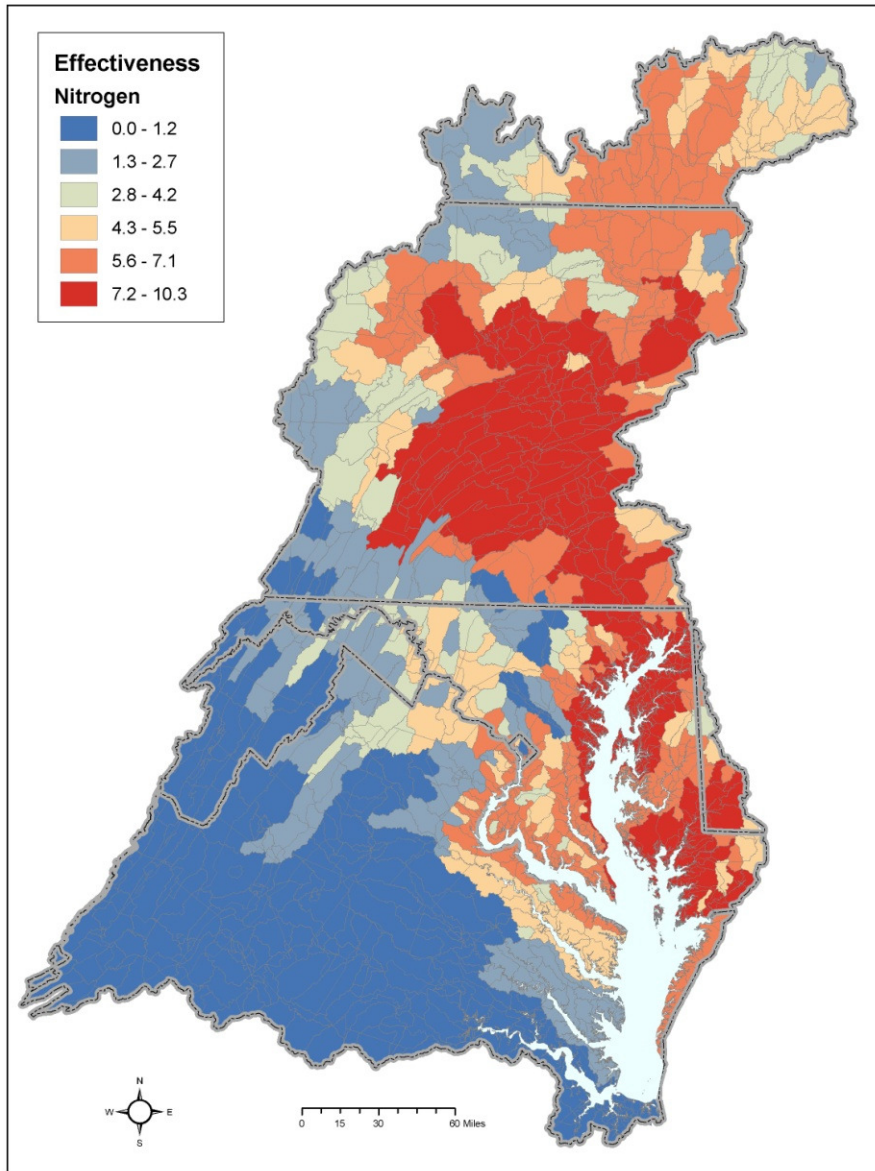 Effectiveness
Nitrogen
0.0 - 1.2
1.3 - 2.7
2.8 - 4.2
4.3 - 5.5
5.6 - 7.1
7.2 - 10.3
N
W E
S
0 15 30 60 Miles